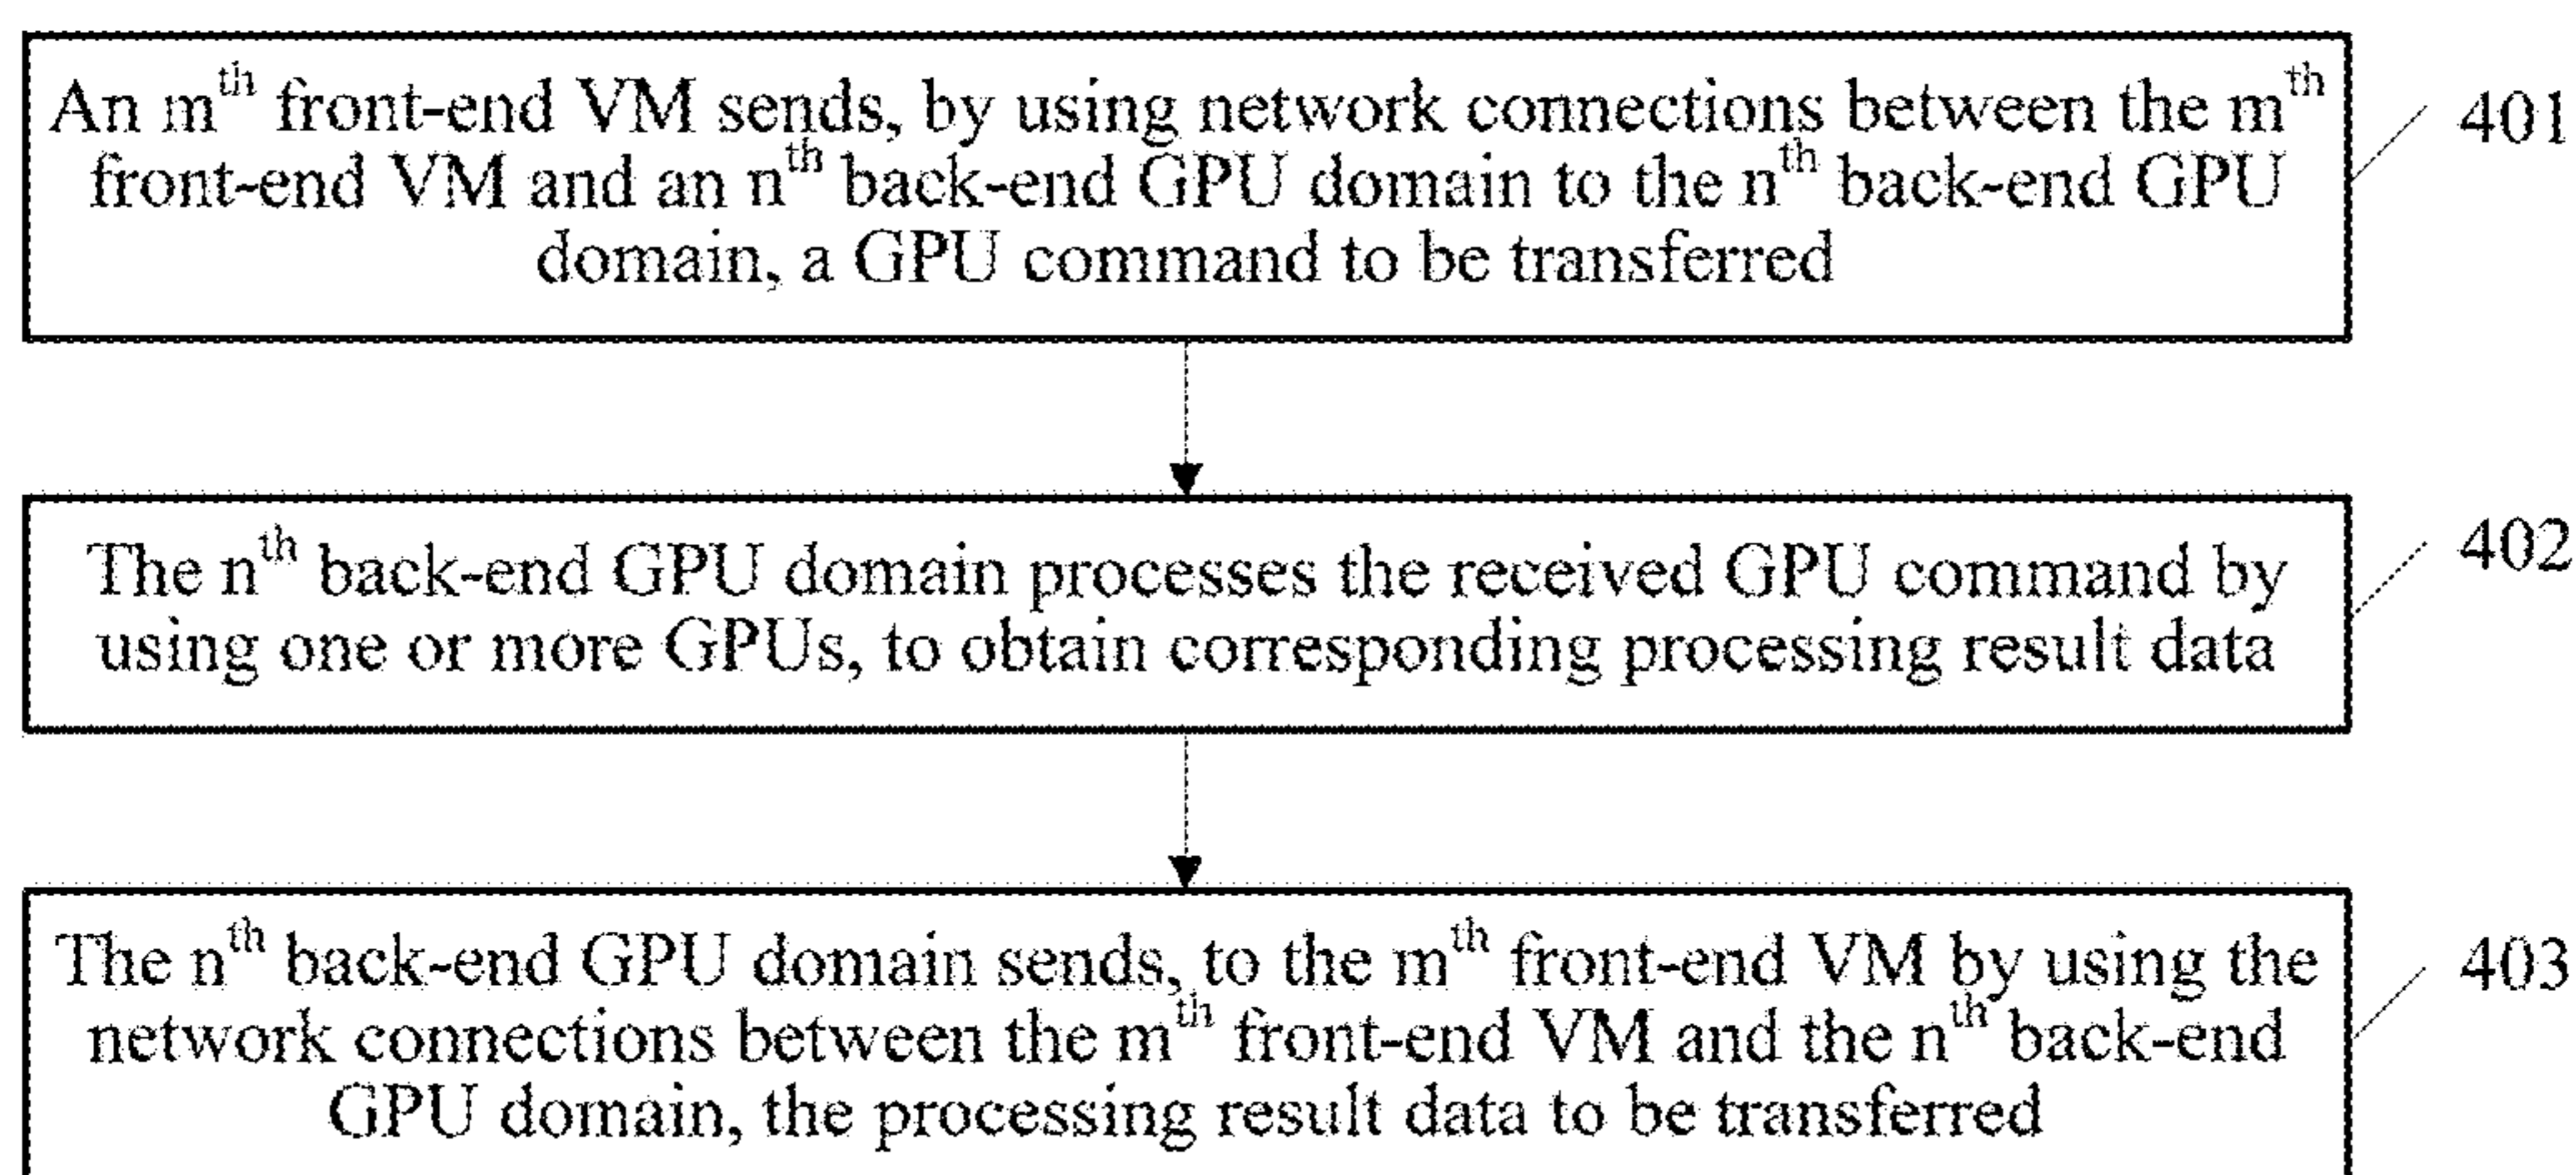 An mth front-end VM sends, by using network connections between the mth
front-end VM and an nth back-end GPU domain to the nth back-end GPU
domain, a GPU command to be transferred
401
The nth back-end GPU domain processes the received GPU command by
using one or more GPUs, to obtain corresponding processing result data
402
The nth back-end GPU domain sends, to the mth front-end VM by using the
network connections between the mth front-end VM and the nth back-end
GPU domain, the processing result data to be transferred
403